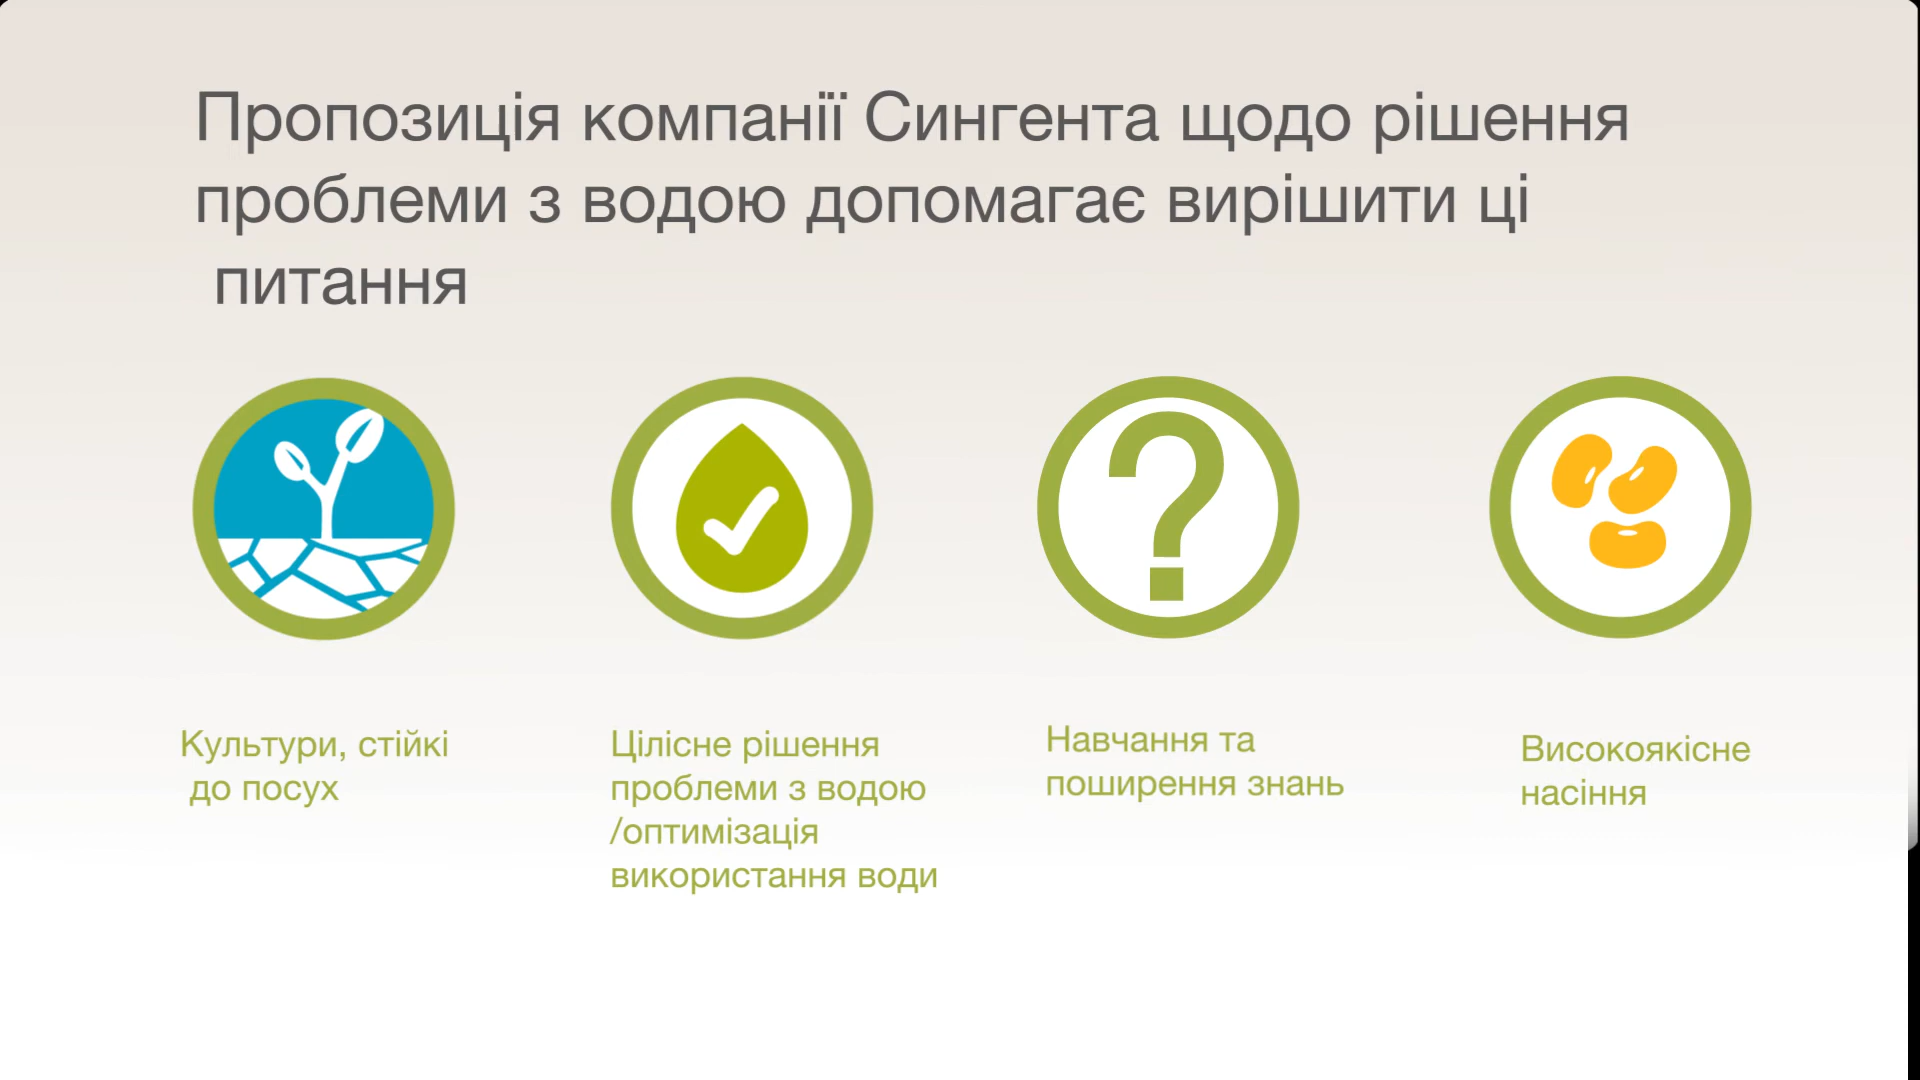 Пропозиція компанії Сингента щодо рішення
проблеми з водою допомагає вирішити ці
питання
?
Культури, стійкі
до посух
Цілісне рішення
проблеми з водою
/оптимізація
використання води
Навчання та
поширення знань
Високоякісне
насіння